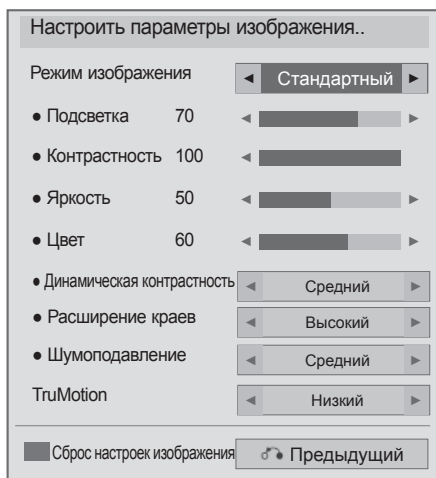 Настроить параметры изображения..
Режим изображения ◄ Стандартный ►
● Подсветка 70 ◄ ►
● Контрастность 100 ◄
● Яркость 50 ◄ ►
● Цвет 60 ◄ ►
● Динамическая контрастность ◄ Средний ►
● Расширение краев ◄ Высокий ►
● Шумоподавление ◄ Средний ►
TruMotion ◄ Низкий ►
Сброс настроек изображения Предыдущий